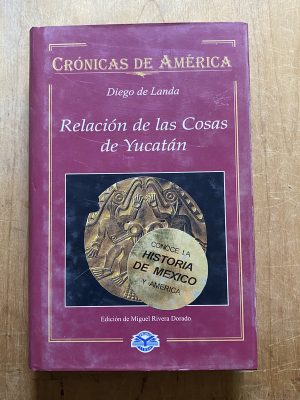 CRÓNICAS DE AMÉRICA
Diego de Landa
Relación de las Cosas
de Yucatán
CONOCE LA
HISTORIA
DE MEXICO
Y AMERICA
Edición de Miguel Rivera Dorado